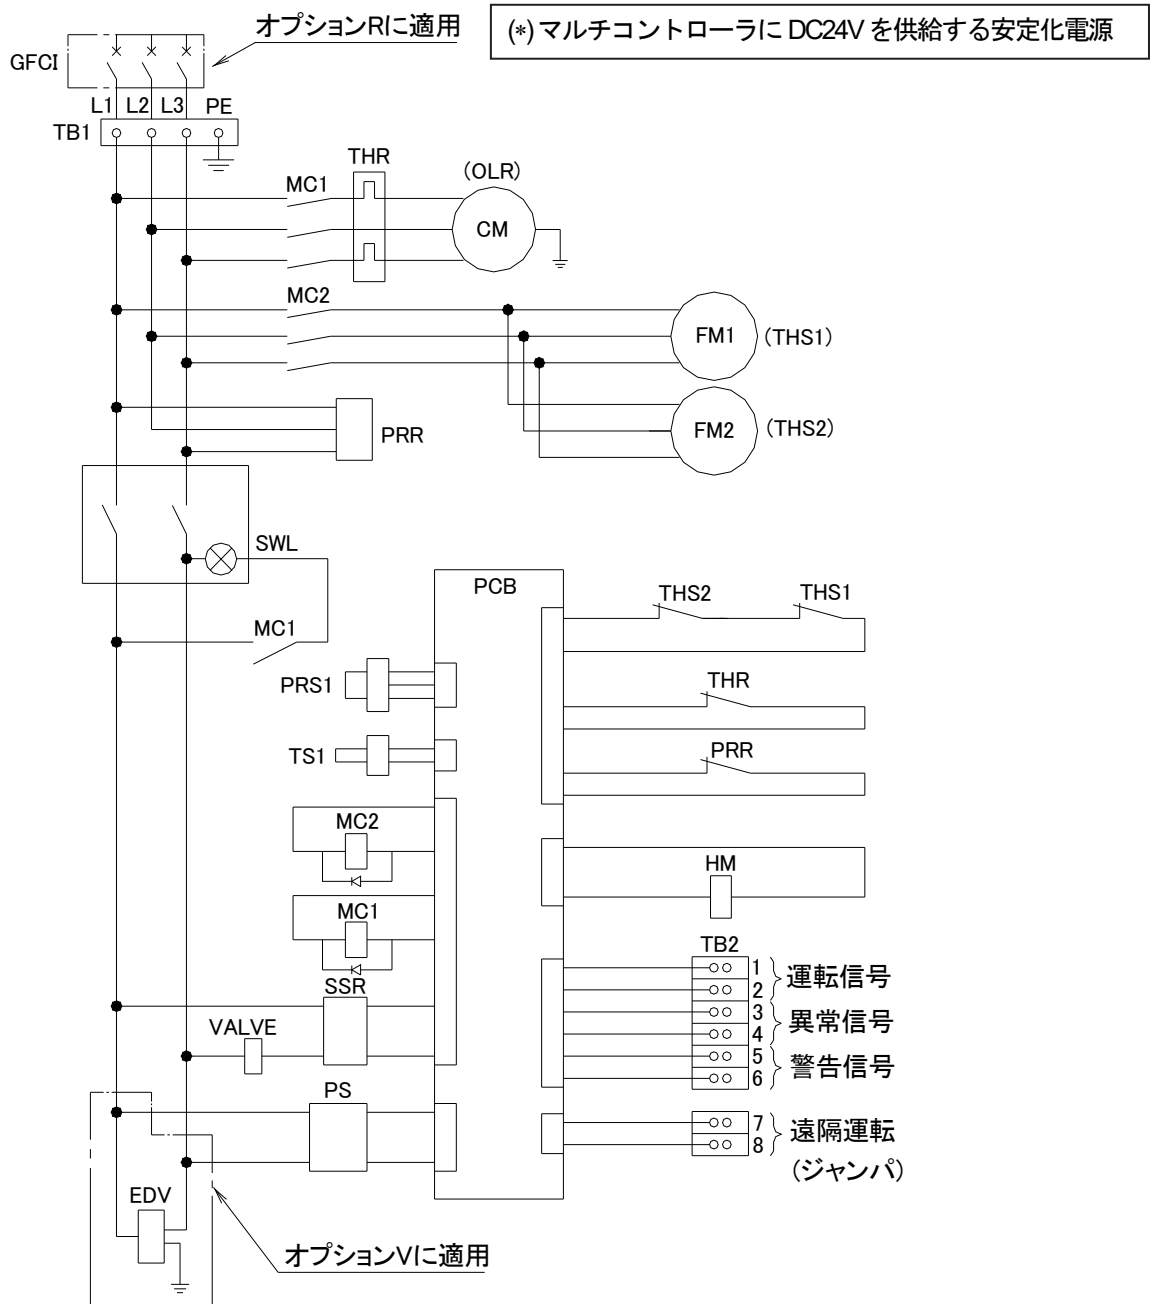 オプションRに適用
(*) マルチコントローラに DC24V を供給する安定化電源
GFCI
L1 L2 L3 PE
TB1
THR
(OLR)
MC1
CM
MC2
FM1
(THS1)
FM2
(THS2)
PRR
SWL
MC1
PCB
THS2
THS1
PRS1
THR
TS1
PRR
MC2
HM
MC1
TB2
SSR
1
2
運転信号
3
4
異常信号
5
6
警告信号
VALVE
PS
7
8
遠隔運転
(ジャンパ)
EDV
オプションVに適用